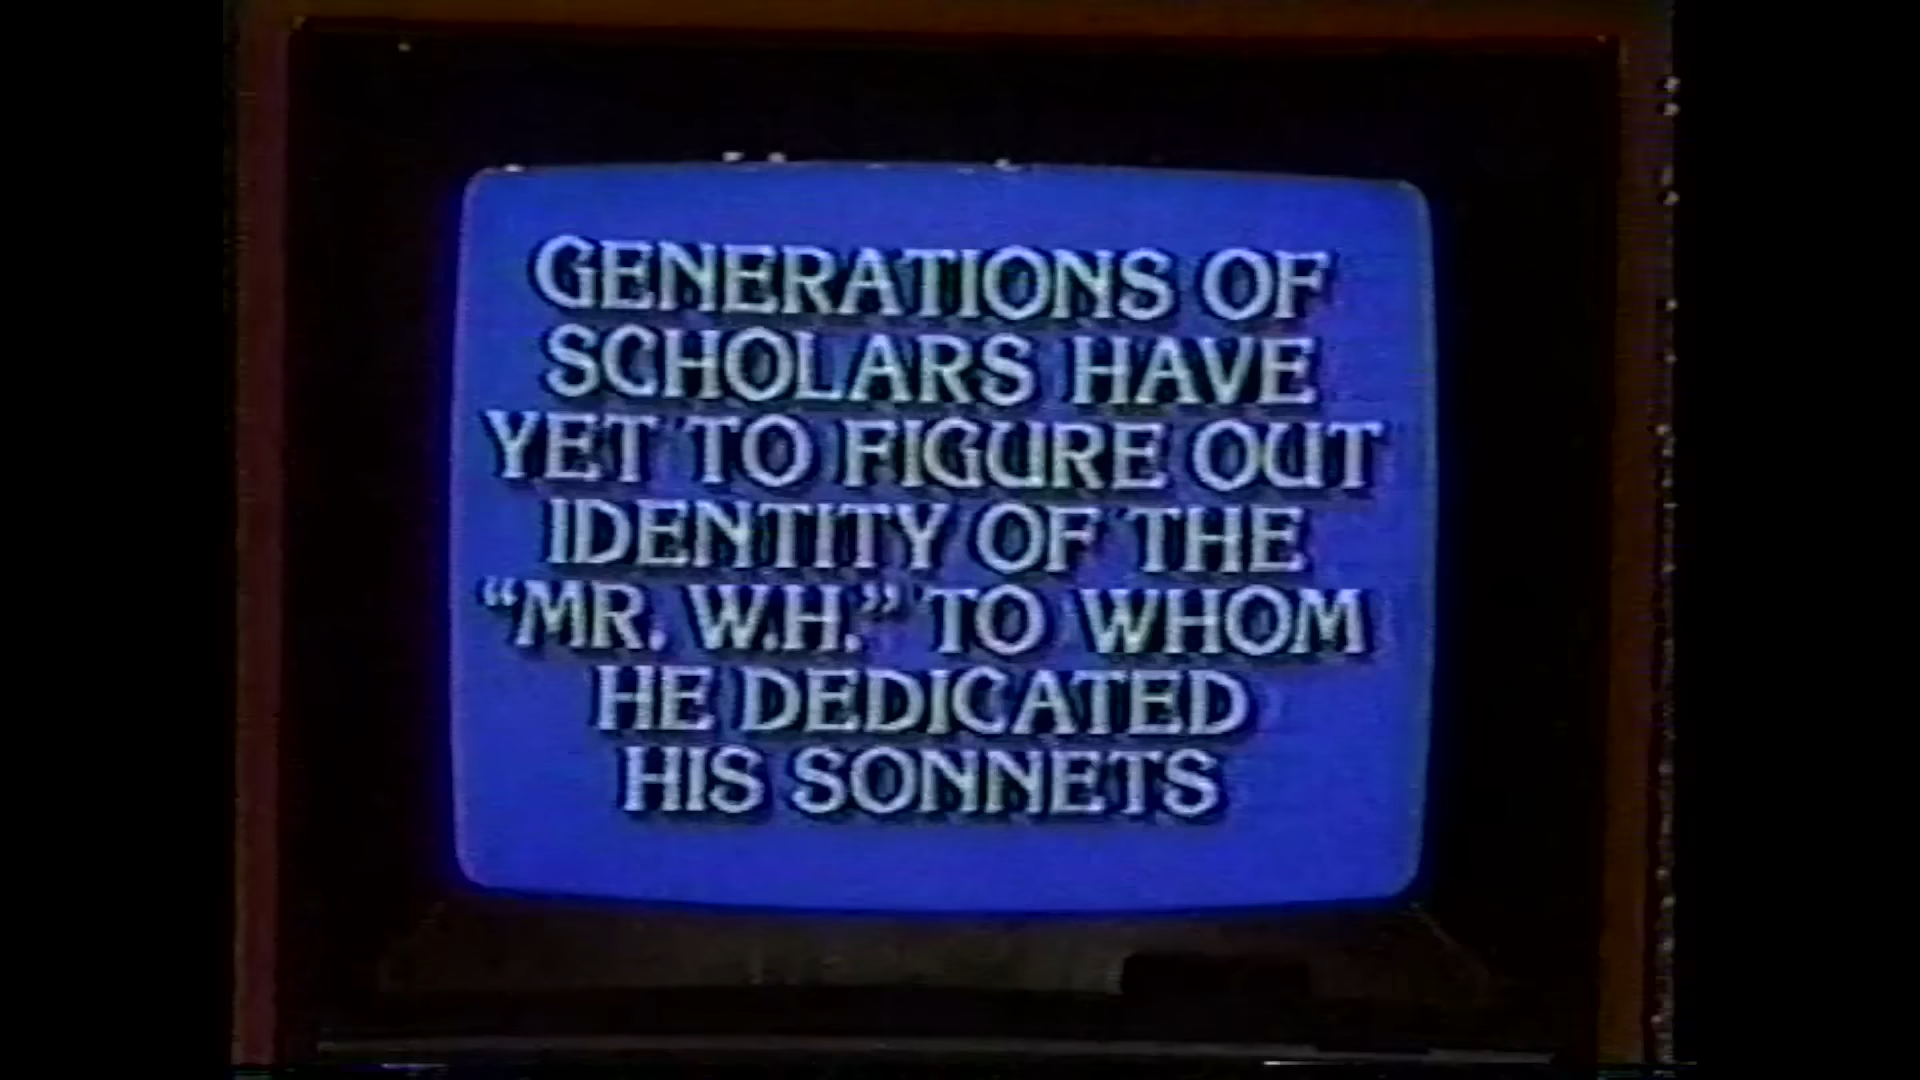 GENERATIONS OF
SCHOLARS HAVE
YET TO FIGURE OUT
IDENTITY OF THE
“MR. W.H.” TO WHOM
HE DEDICATED
HIS SONNETS